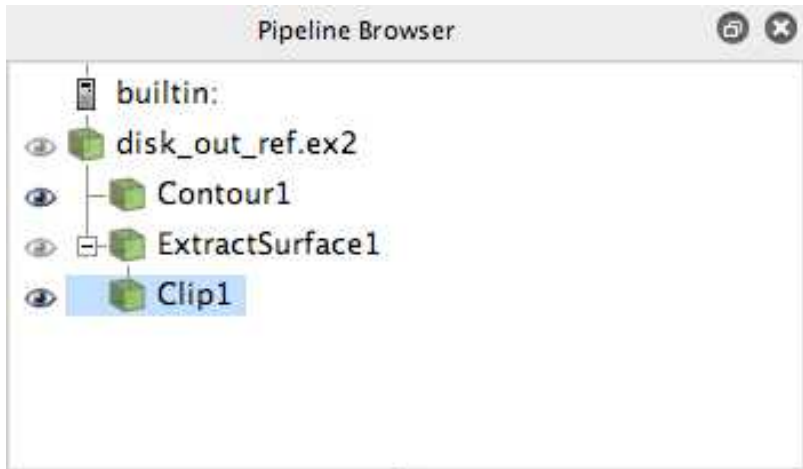 Pipeline Browser
builtin:
disk_out_ref.ex2
Contour1
ExtractSurface1
Clip1